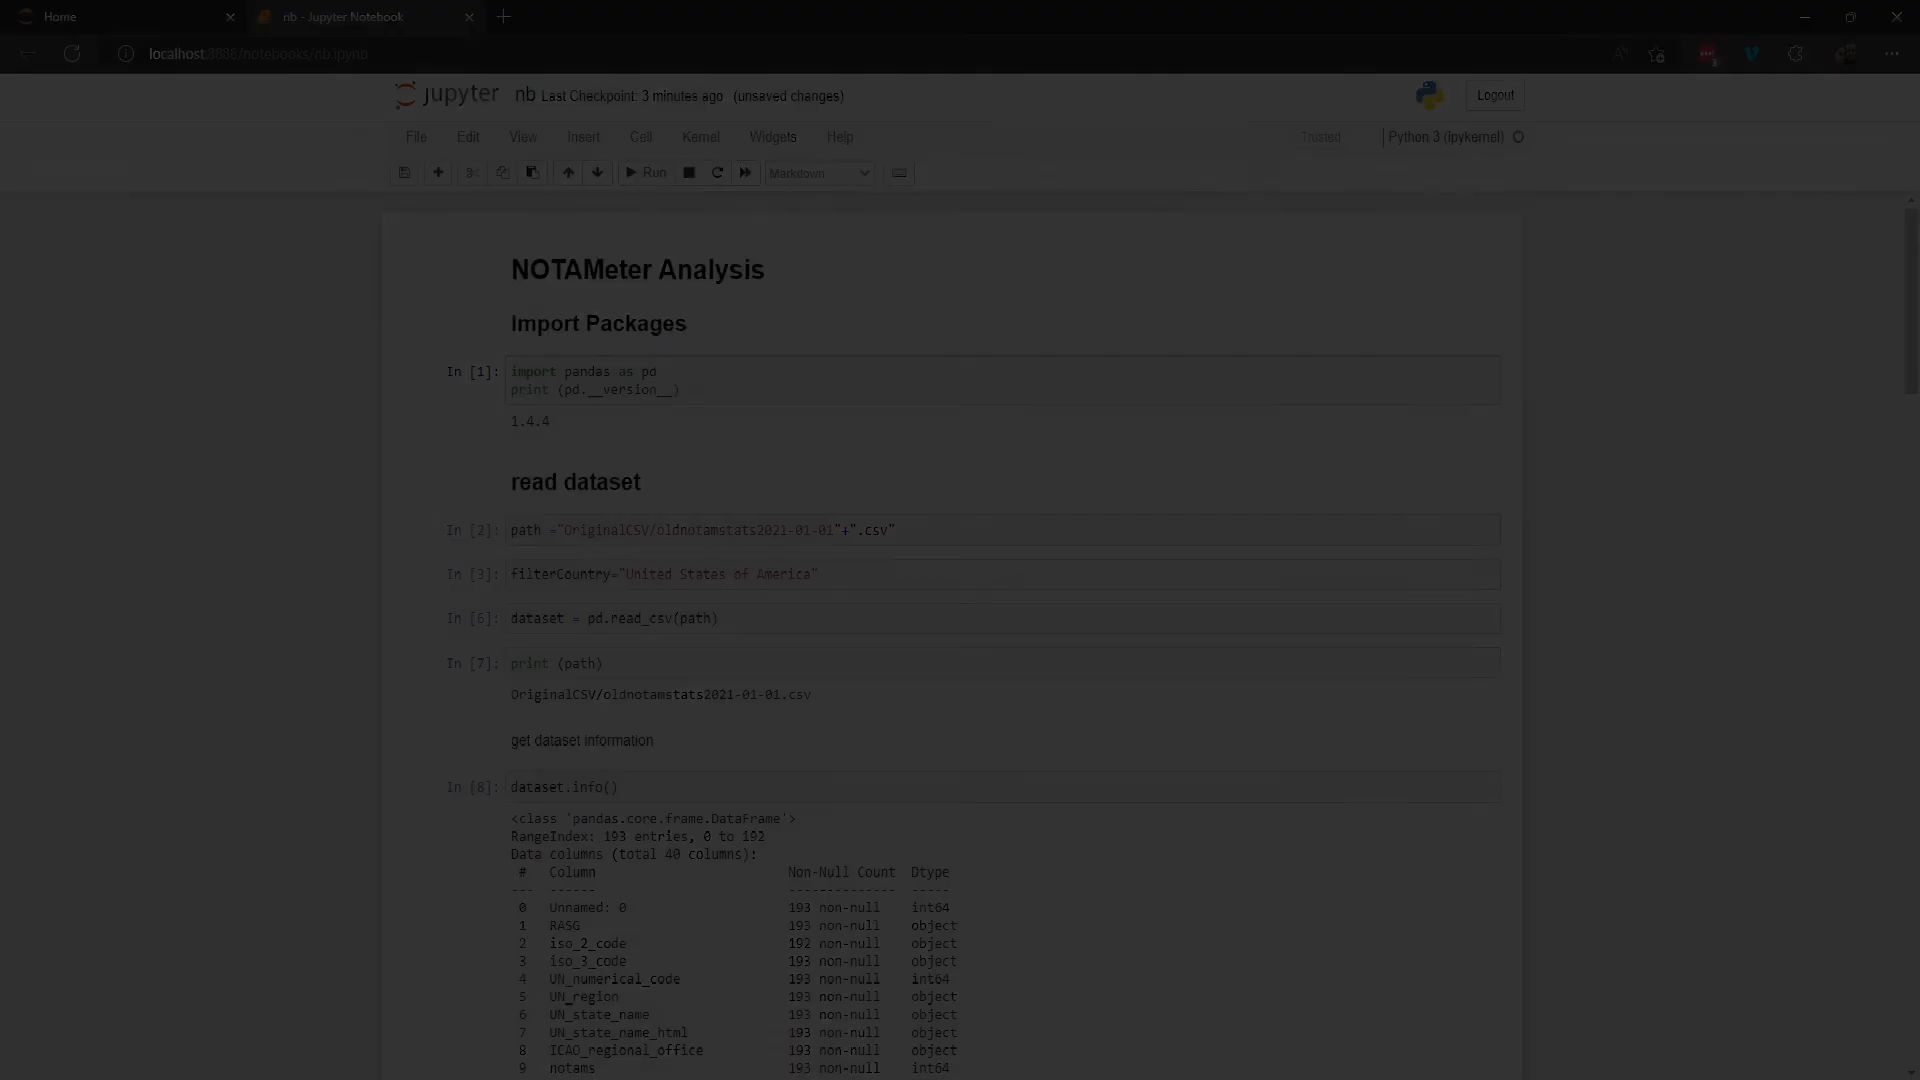 Home
nb - Jupyter Notebook
localhost:8888/notebooks/nb.ipynb
jupyter nb Last Checkpoint: 3 minutes ago (unsaved changes)
Logout
File Edit View Insert Cell Kernel Widgets Help
Trusted
Python 3 (ipykernel)
Run
Markdown
NOTAMeter Analysis
Import Packages
In [1]: import pandas as pd
print (pd.__version__)
1.4.4
read dataset
In [2]: path ="OriginalCSV/oldnotamstats2021-01-01"+".csv"
In [3]: filterCountry="United States of America"
In [6]: dataset = pd.read_csv(path)
In [7]: print (path)
OriginalCSV/oldnotamstats2021-01-01.csv
get dataset information
In [8]: dataset.info()
<class 'pandas.core.frame.DataFrame'>
RangeIndex: 193 entries, 0 to 192
Data columns (total 40 columns):
# Column Non-Null Count Dtype
--- ------ -------------- -----
0 Unnamed: 0 193 non-null int64
1 RASG 193 non-null object
2 iso_2_code 192 non-null object
3 iso_3_code 193 non-null object
4 UN_numerical_code 193 non-null int64
5 UN_region 193 non-null object
6 UN_state_name 193 non-null object
7 UN_state_name_html 193 non-null object
8 ICAO_regional_office 193 non-null object
9 notams 193 non-null int64